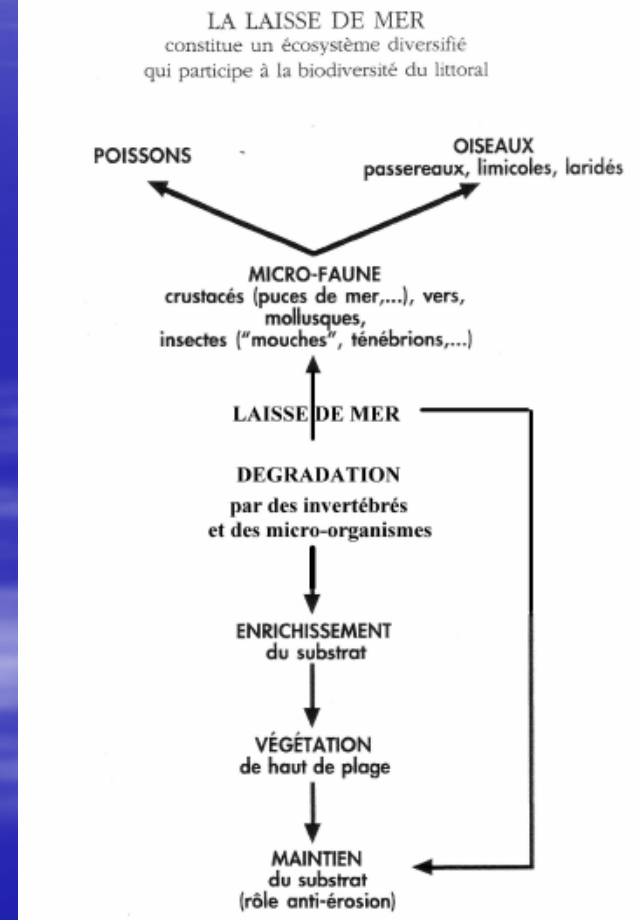 LA LAISSE DE MER
constitue un écosystème diversifié
qui participe à la biodiversité du littoral
POISSONS
OISEAUX
passereaux, limicoles, laridés
MICRO-FAUNE
crustacés (puces de mer,...), vers,
mollusques,
insectes ("mouches", ténébrions,...)
LAISSE DE MER
DEGRADATION
par des invertébrés
et des micro-organismes
ENRICHISSEMENT
du substrat
VÉGÉTATION
de haut de plage
MAINTIEN
du substrat
(rôle anti-érosion)